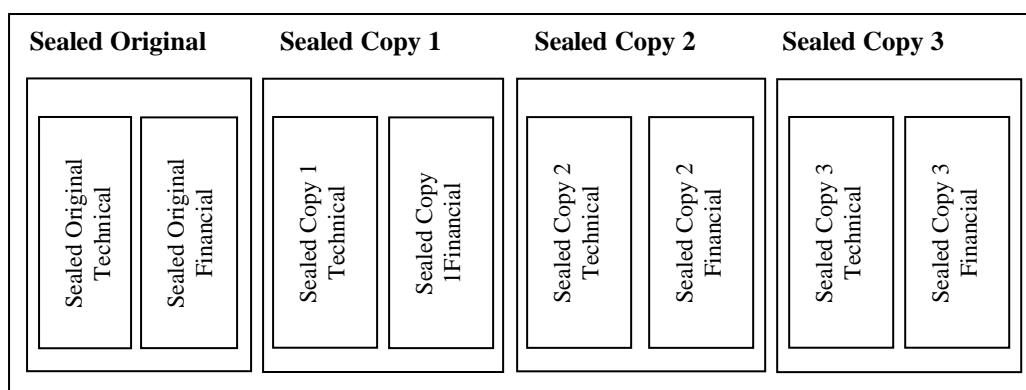 Sealed Original
Sealed Copy 1
Sealed Copy 2
Sealed Copy 3
Sealed Original
Technical
Sealed Original
Financial
Sealed Copy 1
Technical
Sealed Copy
1Financial
Sealed Copy 2
Technical
Sealed Copy 2
Financial
Sealed Copy 3
Technical
Sealed Copy 3
Financial